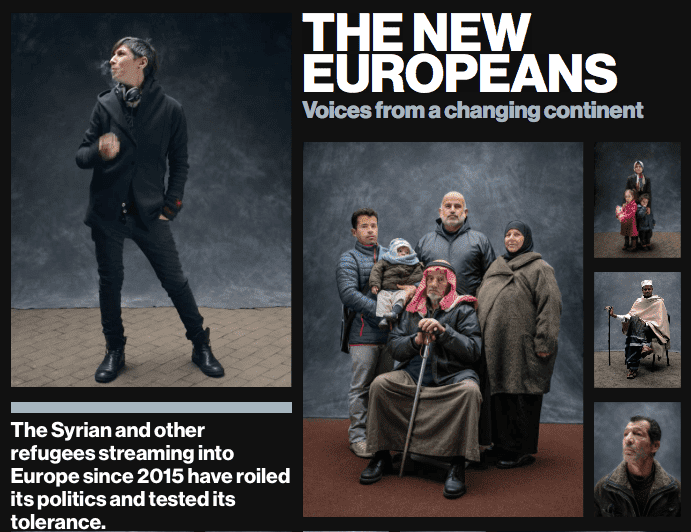 THE NEW
EUROPEANS
Voices from a changing continent
The Syrian and other
refugees streaming into
Europe since 2015 have roiled
its politics and tested its
tolerance.